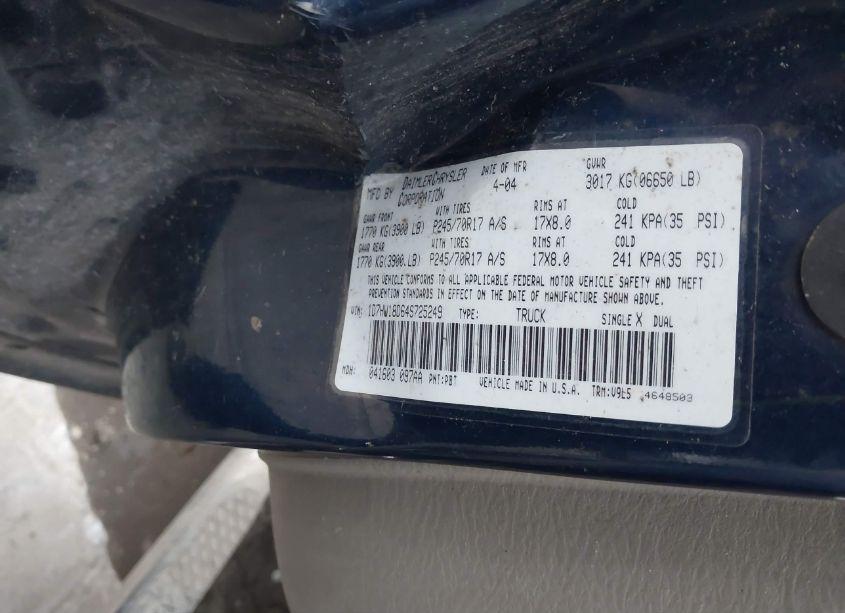 MFD BY DAIMLERCHRYSLER CORPORATION DATE OF MFR 4-04 GVWR 3017 KG(06650 LB)
GAWR FRONT WITH TIRES RIMS AT COLD
1770 KG(3900 LB) P245/70R17 A/S 17X8.0 241 KPA(35 PSI)
GAWR REAR WITH TIRES RIMS AT COLD
1770 KG(3900 LB) P245/70R17 A/S 17X8.0 241 KPA(35 PSI)
THIS VEHICLE CONFORMS TO ALL APPLICABLE FEDERAL MOTOR VEHICLE SAFETY AND THEFT
PREVENTION STANDARDS IN EFFECT ON THE DATE OF MANUFACTURE SHOWN ABOVE.
VIN: 1D7HW18D64S725249 TYPE: TRUCK SINGLE X DUAL
MDH: 041603 097AA PNT:PBT VEHICLE MADE IN U.S.A. TRM:V9L5 4648503